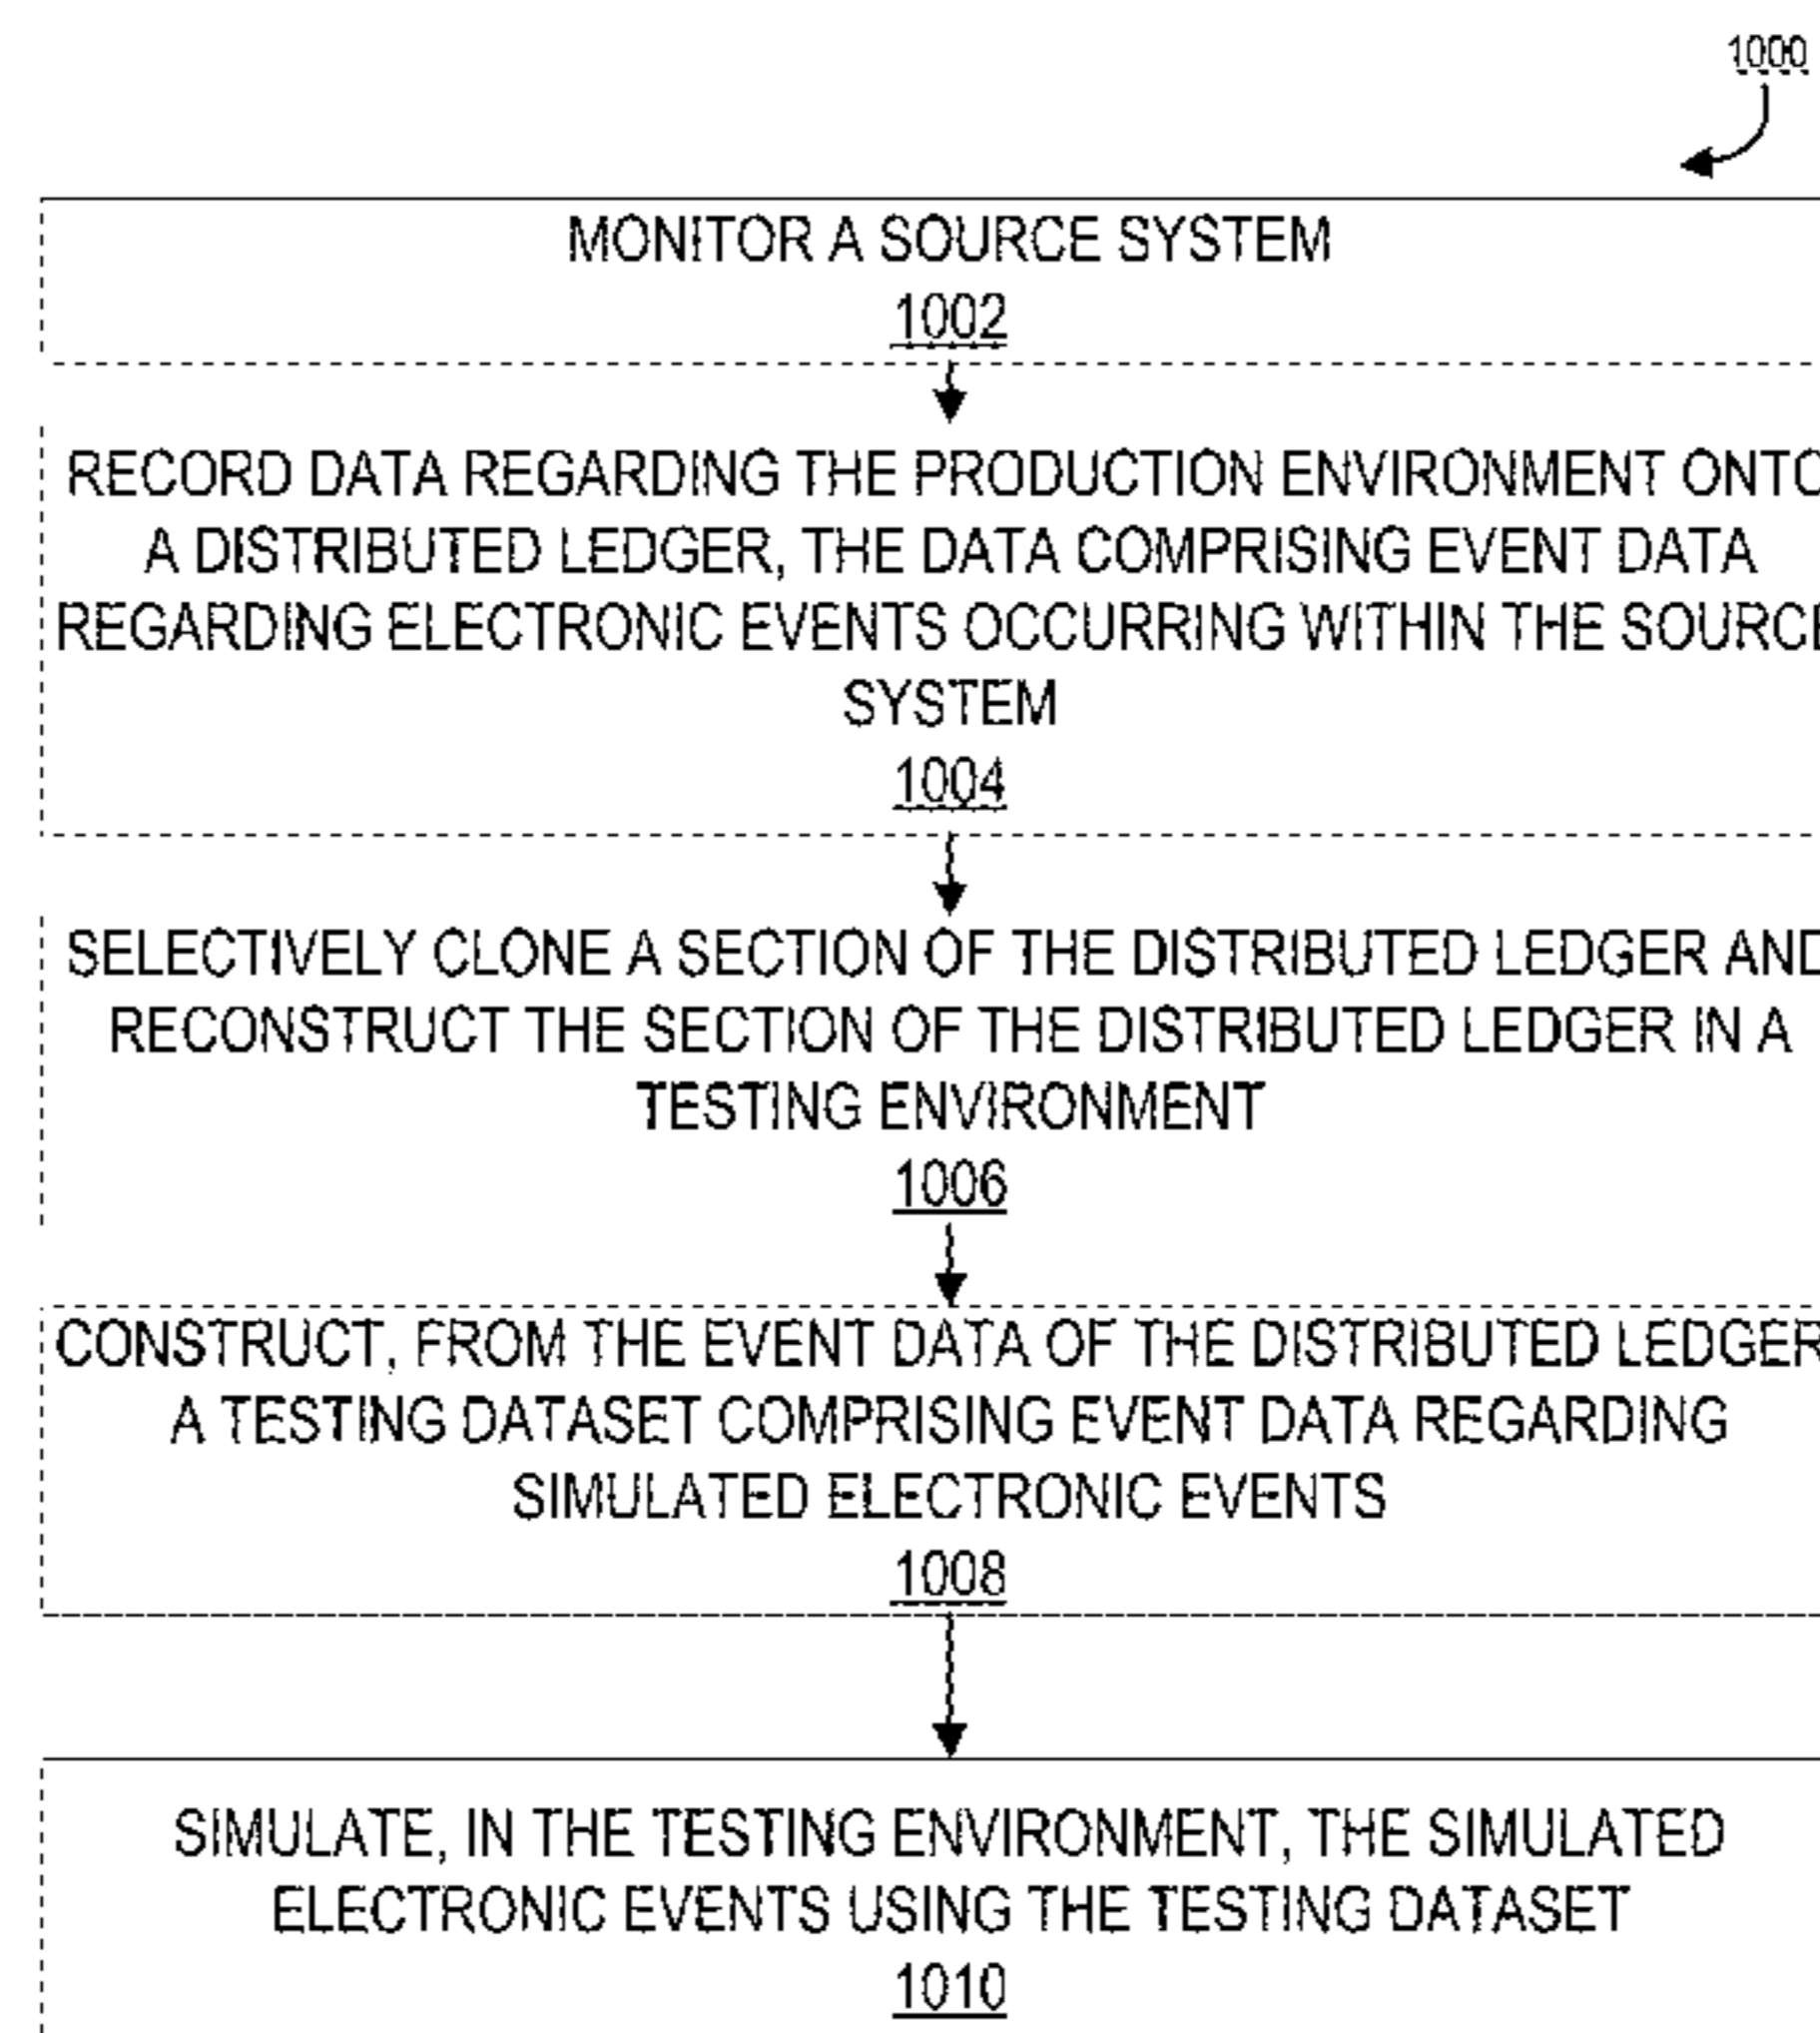 1000
MONITOR A SOURCE SYSTEM
1002
RECORD DATA REGARDING THE PRODUCTION ENVIRONMENT ONTO
A DISTRIBUTED LEDGER, THE DATA COMPRISING EVENT DATA
REGARDING ELECTRONIC EVENTS OCCURRING WITHIN THE SOURCE
SYSTEM
1004
SELECTIVELY CLONE A SECTION OF THE DISTRIBUTED LEDGER AND
RECONSTRUCT THE SECTION OF THE DISTRIBUTED LEDGER IN A
TESTING ENVIRONMENT
1006
CONSTRUCT, FROM THE EVENT DATA OF THE DISTRIBUTED LEDGER
A TESTING DATASET COMPRISING EVENT DATA REGARDING
SIMULATED ELECTRONIC EVENTS
1008
SIMULATE, IN THE TESTING ENVIRONMENT, THE SIMULATED
ELECTRONIC EVENTS USING THE TESTING DATASET
1010